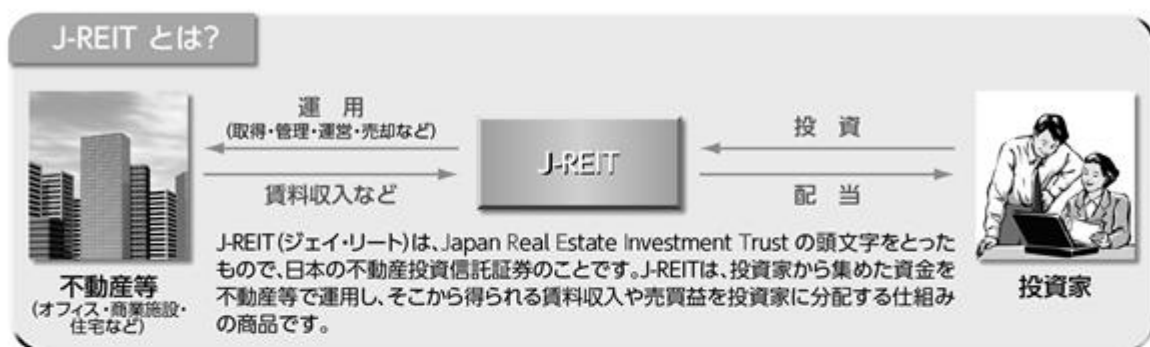 J-REIT とは?
運 用
(取得・管理・運営・売却など)
投 資
J-REIT
賃料収入など
配 当
J-REIT(ジェイ・リート)は、Japan Real Estate Investment Trust の頭文字をとった
もので、日本の不動産投資信託証券のことです。J-REITは、投資家から集めた資金を
不動産等で運用し、そこから得られる賃料収入や売買益を投資家に分配する仕組み
の商品です。
不動産等
(オフィス・商業施設・
住宅など)
投資家